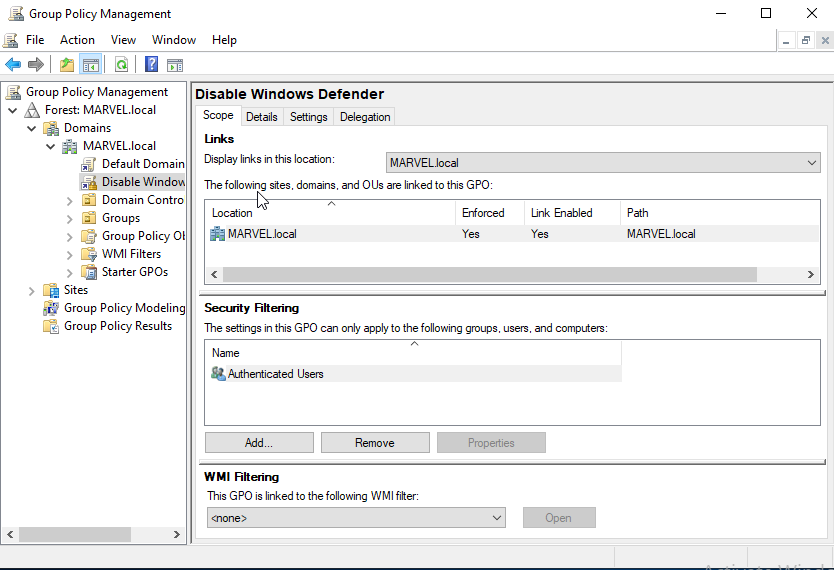 Group Policy Management
File Action View Window Help
Group Policy Management
Forest: MARVEL.local
Domains
MARVEL.local
Default Domain
Disable Window
Domain Contro
Groups
Group Policy Ob
WMI Filters
Starter GPOs
Sites
Group Policy Modeling
Group Policy Results
Disable Windows Defender
Scope Details Settings Delegation
Links
Display links in this location: MARVEL.local
The following sites, domains, and OUs are linked to this GPO:
Location Enforced Link Enabled Path
MARVEL.local Yes Yes MARVEL.local
Security Filtering
The settings in this GPO can only apply to the following groups, users, and computers:
Name
Authenticated Users
Add... Remove Properties
WMI Filtering
This GPO is linked to the following WMI filter:
<none> Open